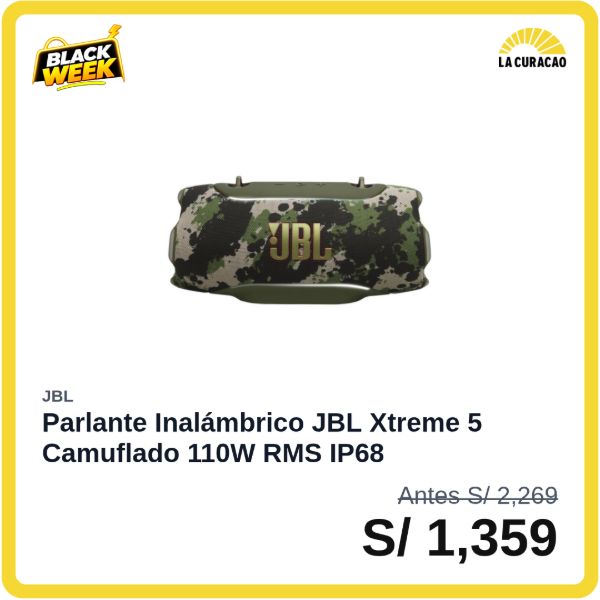 BLACK
WEEK
LA CURACAO
JBL
JBL
Parlante Inalámbrico JBL Xtreme 5
Camuflado 110W RMS IP68
Antes S/ 2,269
S/ 1,359